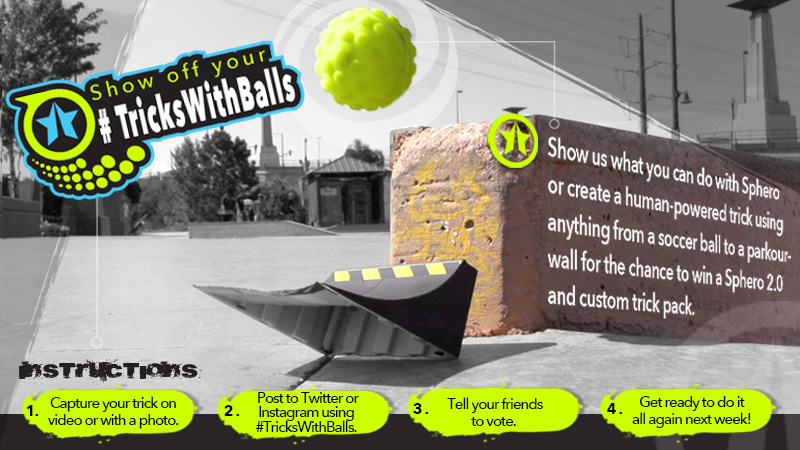 Show off your
#TricksWithBalls
Show us what you can do with Sphero
or create a human-powered trick using
anything from a soccer ball to a parkour-
wall for the chance to win a Sphero 2.0
and custom trick pack.
INSTRUCTIONS
1. Capture your trick on
video or with a photo.
2. Post to Twitter or
Instagram using
#TricksWithBalls.
3. Tell your friends
to vote.
4. Get ready to do it
all again next week!